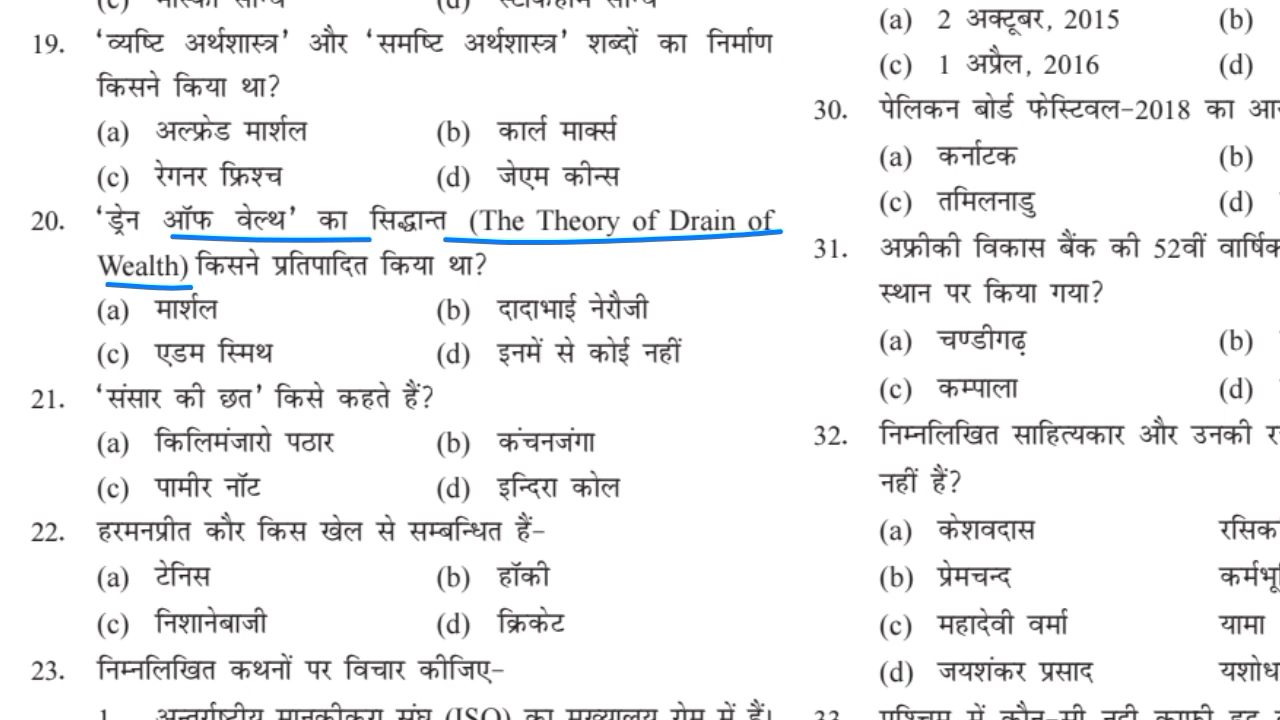 19. ‘व्यष्टि अर्थशास्त्र’ और ‘समष्टि अर्थशास्त्र’ शब्दों का निर्माण
किसने किया था?
(a) अल्फ्रेड मार्शल (b) कार्ल मार्क्स
(c) रेगनर फ्रिश्च (d) जेएम कीन्स
20. ‘ड्रेन ऑफ वेल्थ’ का सिद्धान्त (The Theory of Drain of
Wealth) किसने प्रतिपादित किया था?
(a) मार्शल (b) दादाभाई नेरौजी
(c) एडम स्मिथ (d) इनमें से कोई नहीं
21. ‘संसार की छत’ किसे कहते हैं?
(a) किलिमंजारो पठार (b) कंचनजंगा
(c) पामीर नॉट (d) इन्दिरा कोल
22. हरमनप्रीत कौर किस खेल से सम्बन्धित हैं-
(a) टेनिस (b) हॉकी
(c) निशानेबाजी (d) क्रिकेट
23. निम्नलिखित कथनों पर विचार कीजिए-
(a) 2 अक्टूबर, 2015 (b)
(c) 1 अप्रैल, 2016 (d)
30. पेलिकन बोर्ड फेस्टिवल-2018 का
(a) कर्नाटक (b)
(c) तमिलनाडु (d)
31. अफ्रीकी विकास बैंक की 52वीं
स्थान पर किया गया?
(a) चण्डीगढ़ (b)
(c) कम्पाला (d)
32. निम्नलिखित साहित्यकार और उनकी
नहीं हैं?
(a) केशवदास रसिक
(b) प्रेमचन्द
(c) महादेवी वर्मा यामा
(d) जयशंकर प्रसाद